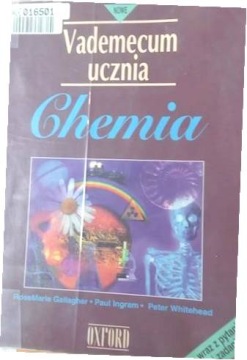 016501
NOWE
Vademecum
ucznia
Chemia
RoseMarie Gallagher • Paul Ingram • Peter Whitehead
OXFORD